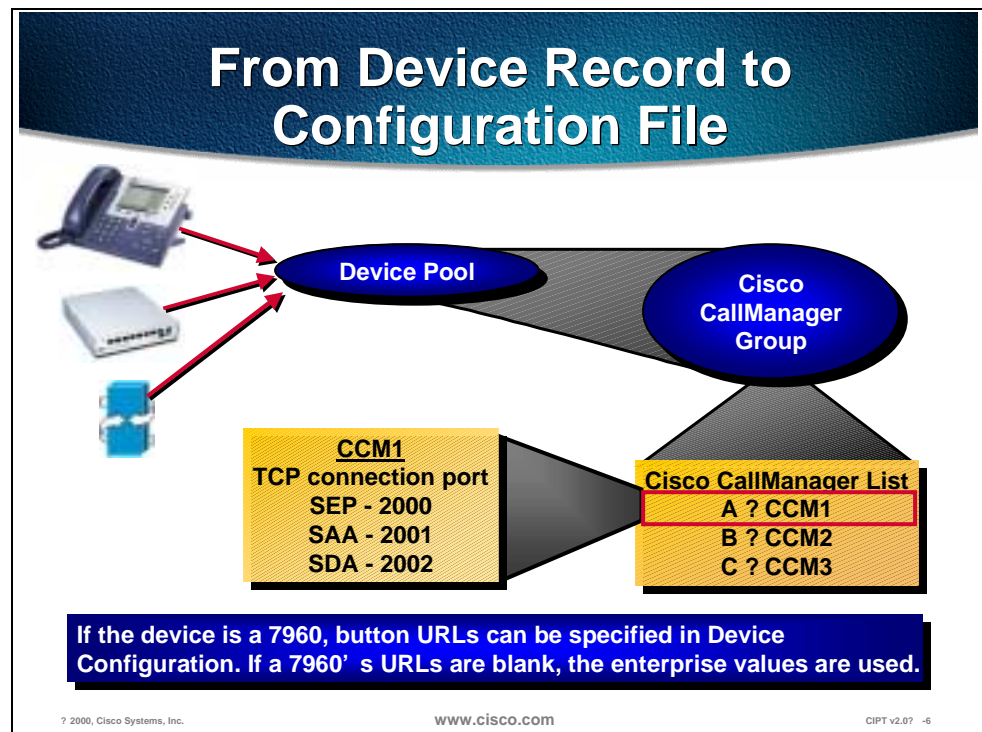 From Device Record to
Configuration File
Device Pool
Cisco
CallManager
Group
CCM1
TCP connection port
SEP - 2000
SAA - 2001
SDA - 2002
Cisco CallManager List
A ? CCM1
B ? CCM2
C ? CCM3
If the device is a 7960, button URLs can be specified in Device
Configuration. If a 7960’ s URLs are blank, the enterprise values are used.
? 2000, Cisco Systems, Inc.
www.cisco.com
CIPT v2.0? -6